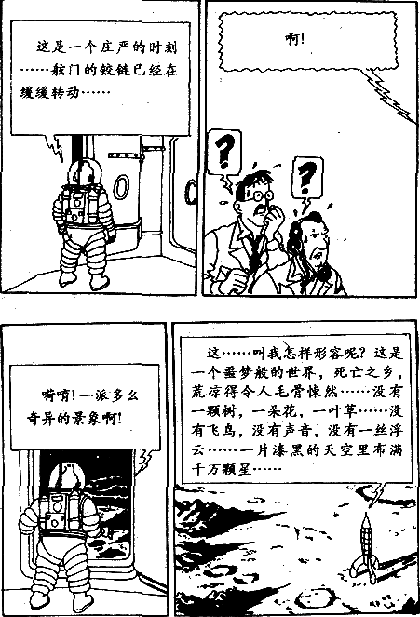 这是一个庄严的时刻
……舱门的铰链已经在
缓缓转动……
啊!
?
?
嗬唷!一派多么
奇异的景象啊!
这……叫我怎样形容呢?这是
一个噩梦般的世界,死亡之乡,
荒凉得令人毛骨悚然……没有
一颗树,一朵花,一叶草……没
有飞鸟,没有声音,没有一丝浮
云……一片漆黑的天空里布满
千万颗星……